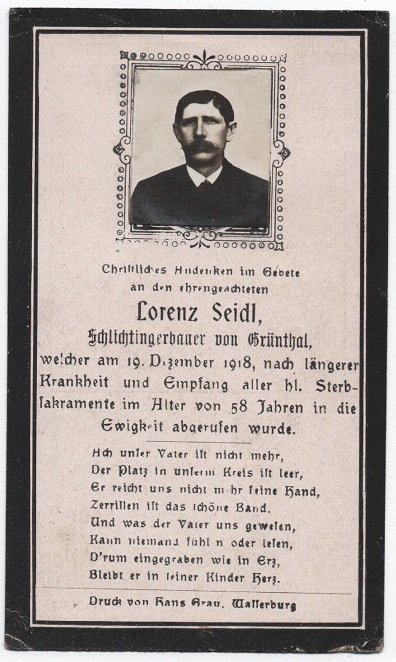 Christliches Andenken im Gebete
an den ehrengeachteten
Lorenz Seidl,
Schlichtingerbauer von Grünthal,
welcher am 19. Dezember 1918, nach längerer
Krankheit und Empfang aller hl. Sterb-
sakramente im Alter von 58 Jahren in die
Ewigkeit abgerufen wurde.
Ach unser Vater ist nicht mehr,
Der Platz in unserm Kreis ist leer,
Er reicht uns nicht mehr seine Hand,
Zerrissen ist das schöne Band.
Und was der Vater uns gewesen,
Kann niemand fühlen oder lesen,
D'rum eingegraben wie in Erz,
Bleibt er in seiner Kinder Herz.
Druck von Hans Grau, Wasserburg